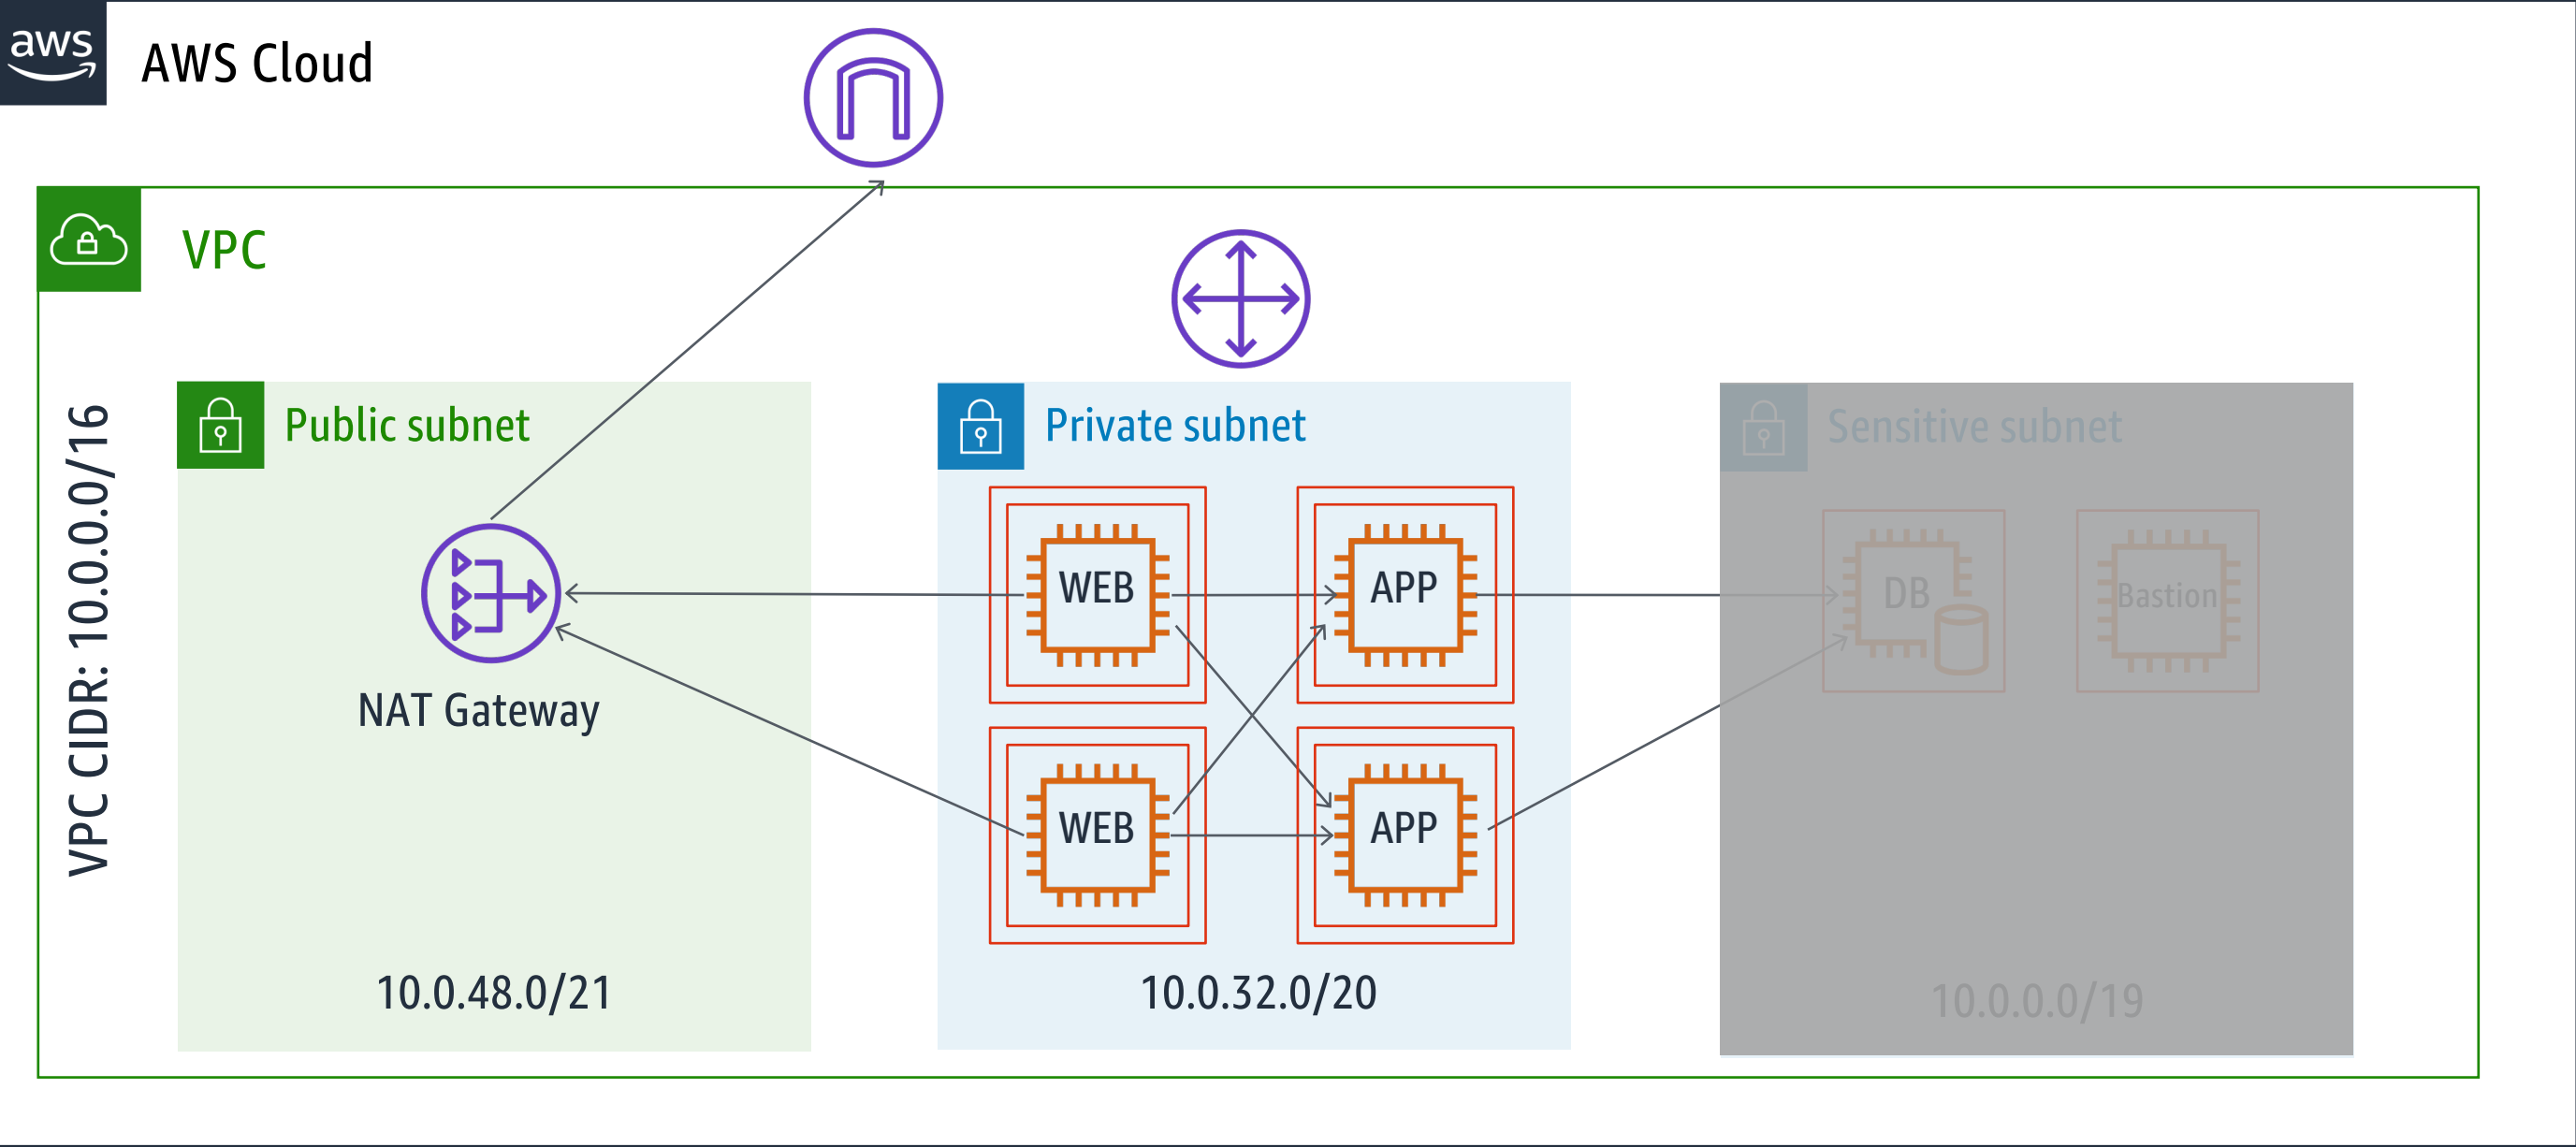 aws
AWS Cloud
VPC
VPC CIDR: 10.0.0.0/16
Public subnet
NAT Gateway
10.0.48.0/21
Private subnet
WEB
APP
WEB
APP
10.0.32.0/20
Sensitive subnet
DB
Bastion
10.0.0.0/19